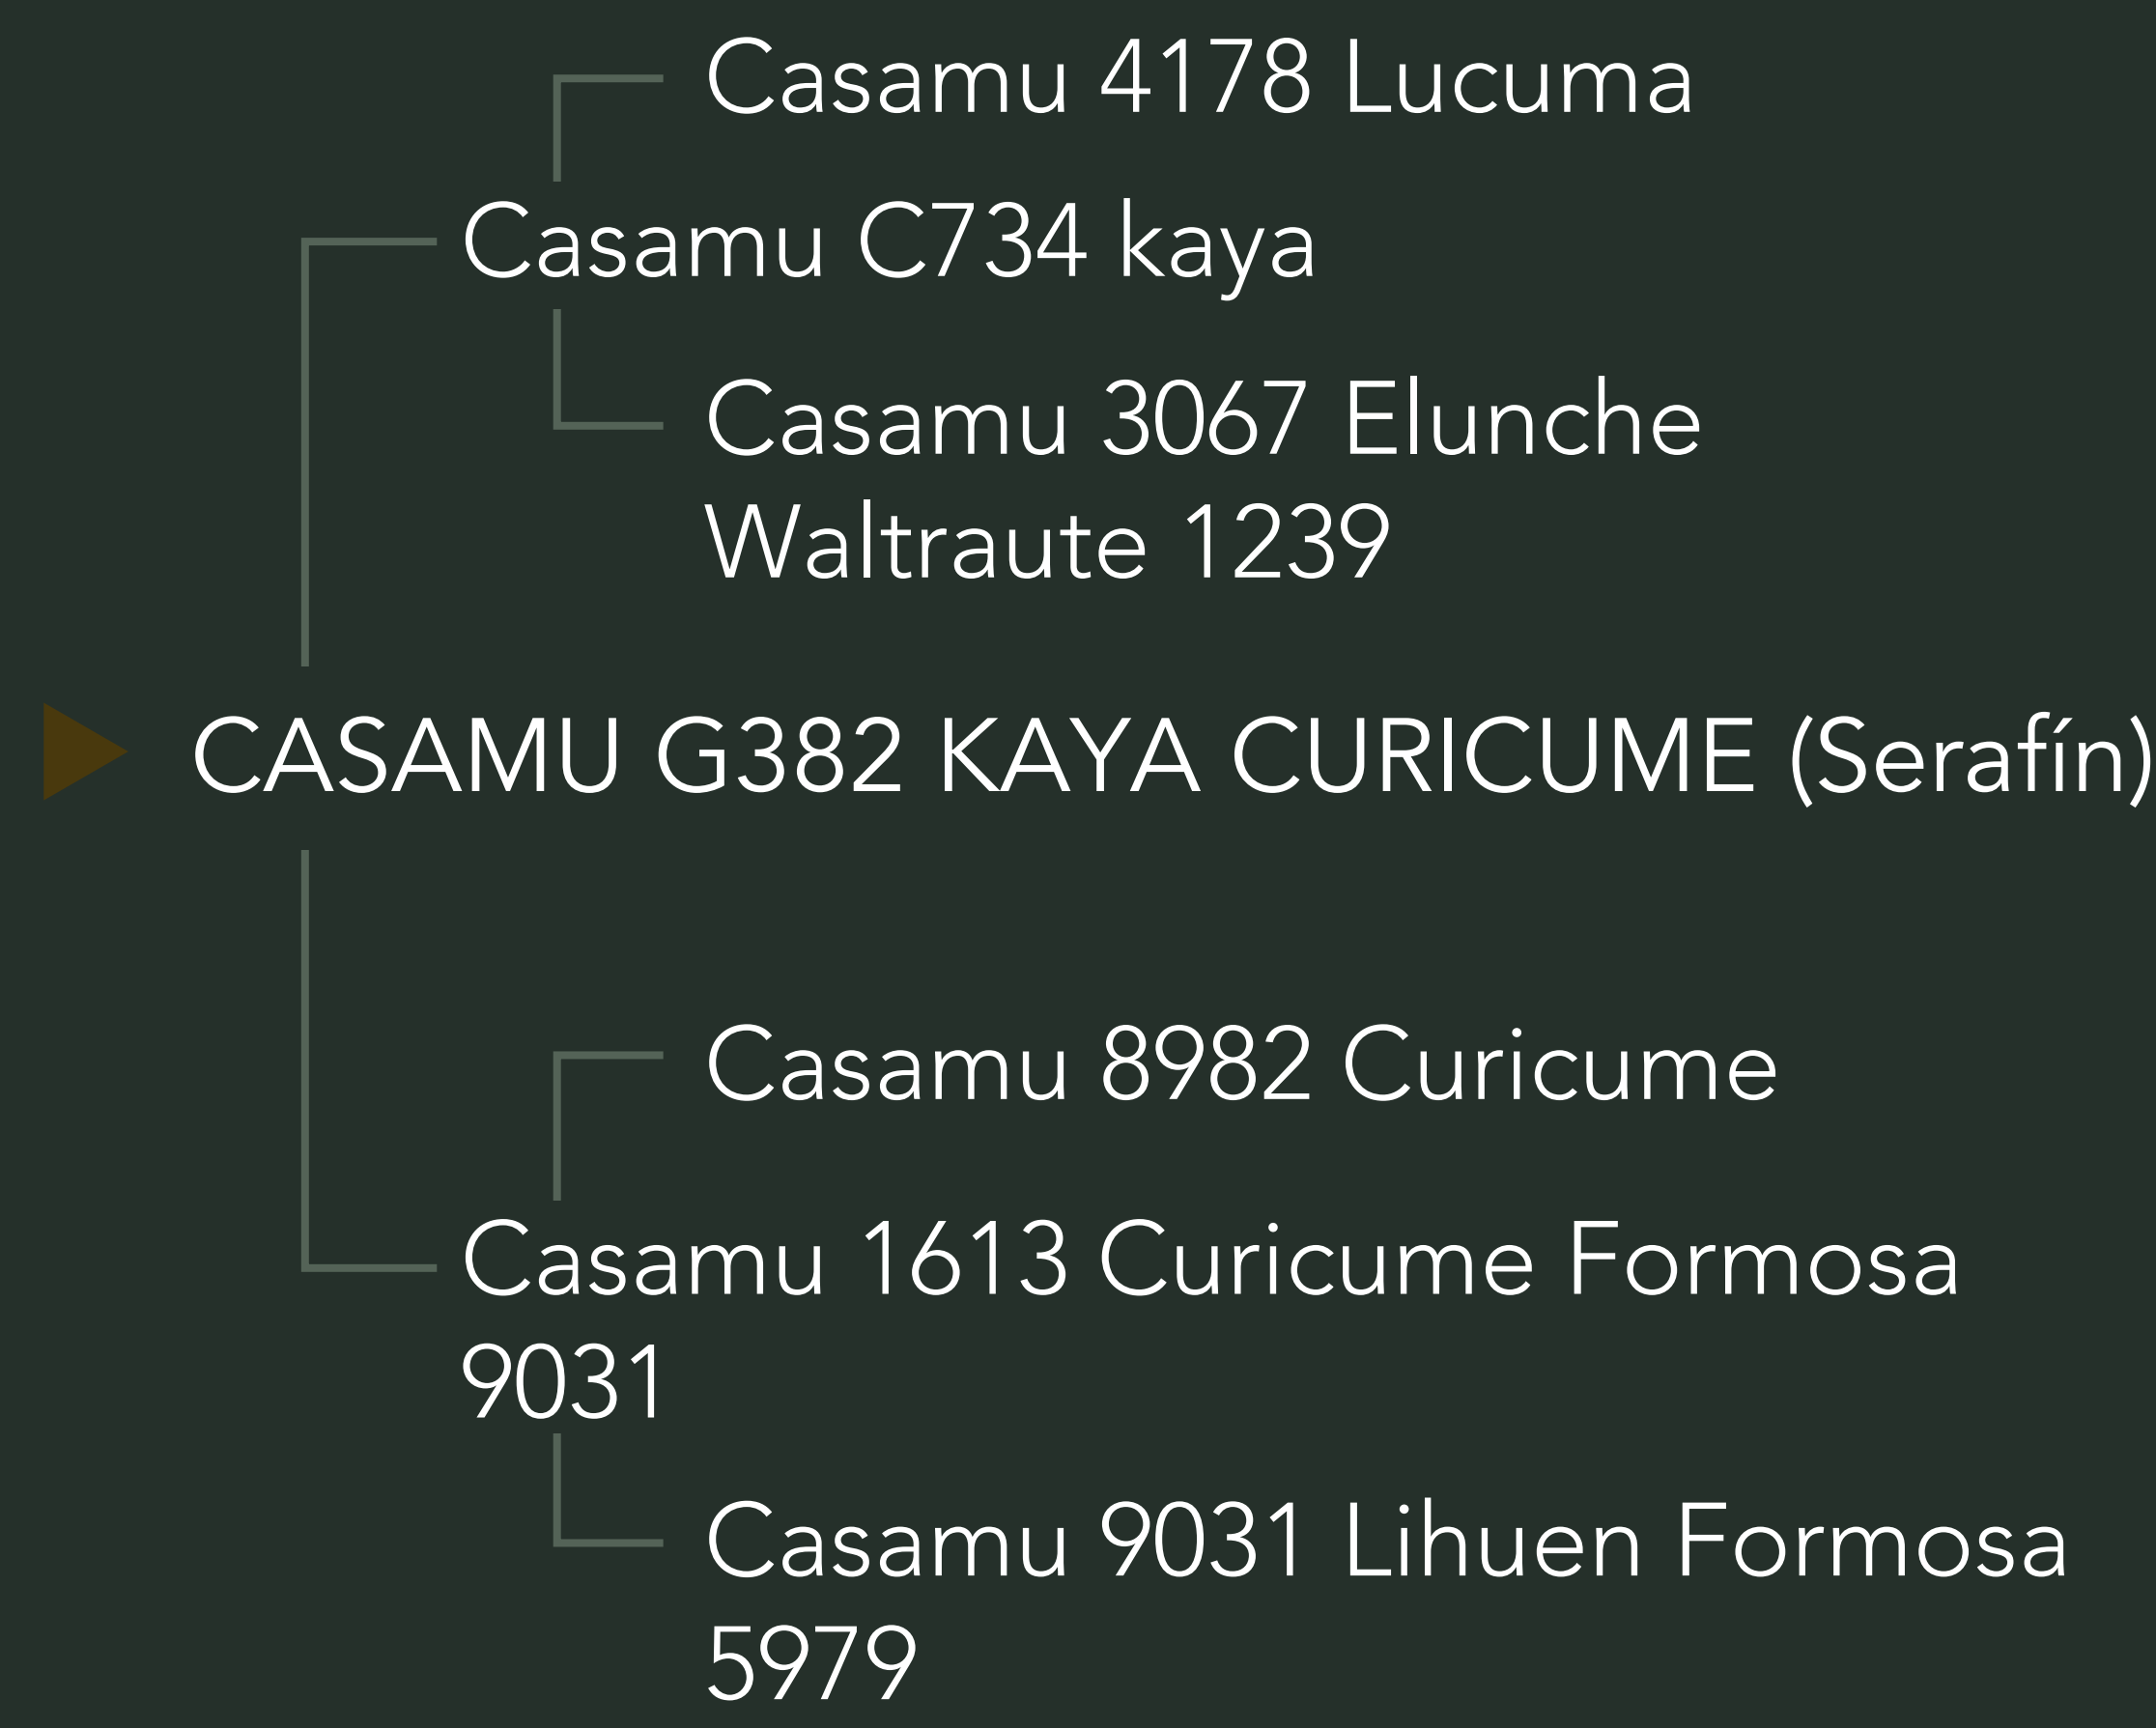 Casamu 4178 Lucuma
Casamu C734 kaya
Casamu 3067 Elunche
Waltraute 1239
CASAMU G382 KAYA CURICUME (Serafín)
Casamu 8982 Curicume
Casamu 1613 Curicume Formosa
9031
Casamu 9031 Lihuen Formosa
5979